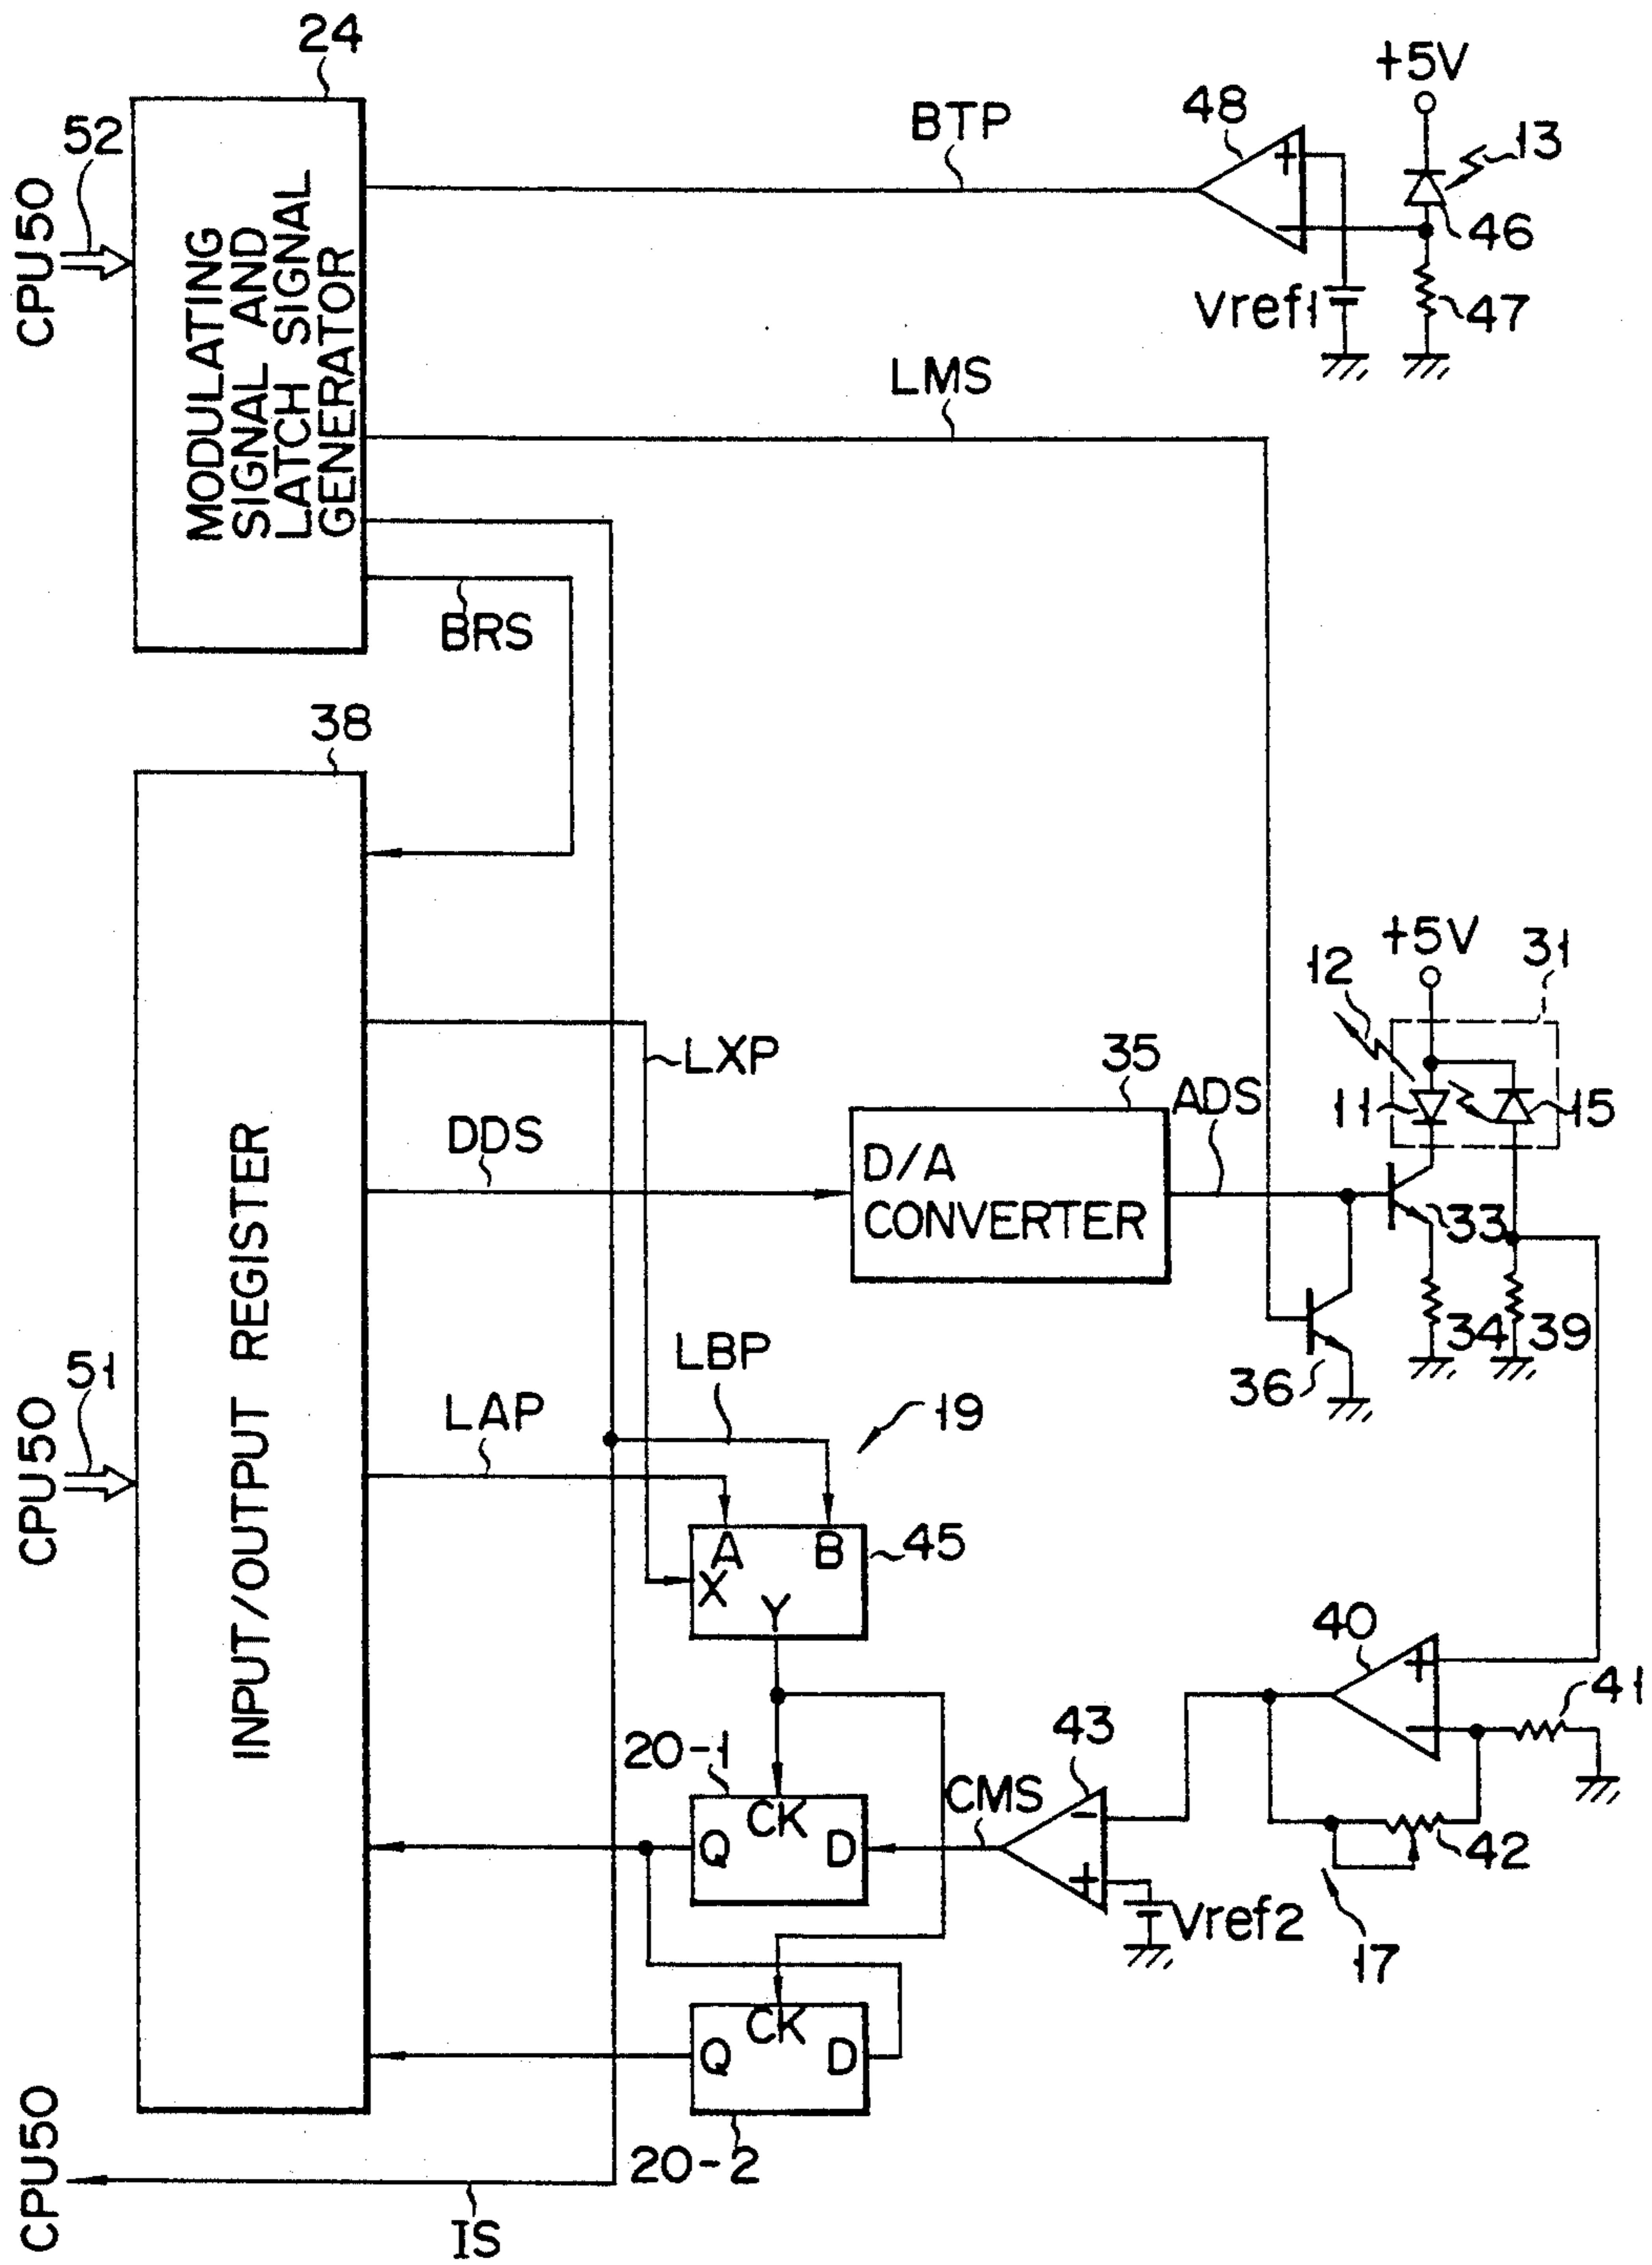 24
+5V
52
BTP
48
13
CPU50
MODULATING
SIGNAL AND
LATCH SIGNAL
GENERATOR
+
-
46
Vref1
47
LMS
BRS
38
+5V
31
12
LXP
35
ADS
11
15
DDS
D/A
CONVERTER
33
INPUT/OUTPUT REGISTER
34
39
LBP
36
51
LAP
19
CPU50
A
B
45
X
Y
40
+
41
-
20-1
43
CMS
CK
-
Q
D
42
+
Vref2
17
CK
Q
D
CPU50
20-2
IS